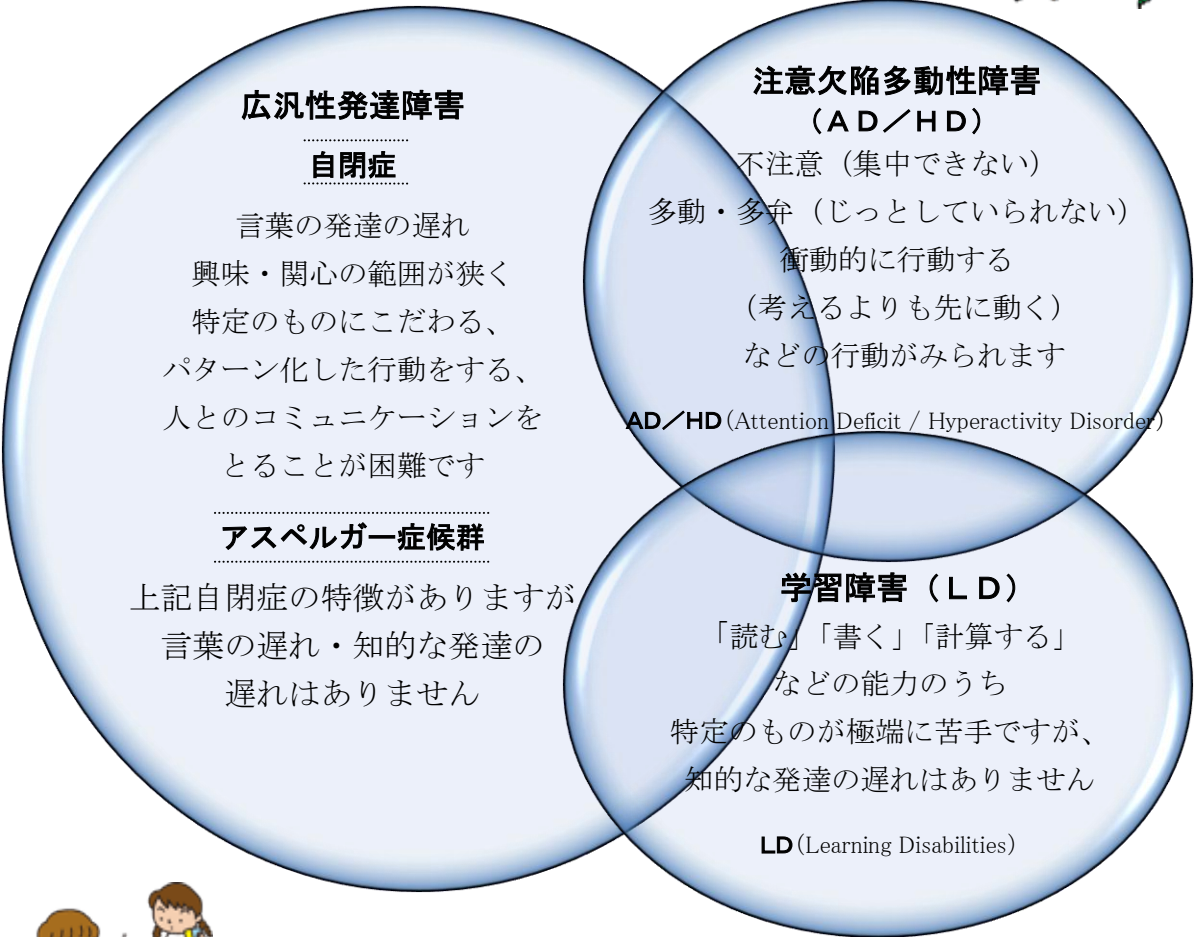 広汎性発達障害
自閉症
言葉の発達の遅れ
興味・関心の範囲が狭く
特定のものにこだわる、
パターン化した行動をする、
人とのコミュニケーションを
とることが困難です
アスペルガー症候群
上記自閉症の特徴がありますが
言葉の遅れ・知的な発達の
遅れはありません
注意欠陥多動性障害
（ＡＤ／ＨＤ）
不注意（集中できない）
多動・多弁（じっとしていられない）
衝動的に行動する
（考えるよりも先に動く）
などの行動がみられます
AD／HD(Attention Deficit / Hyperactivity Disorder)
学習障害（ＬＤ）
「読む」「書く」「計算する」
などの能力のうち
特定のものが極端に苦手ですが、
知的な発達の遅れはありません
LD(Learning Disabilities)